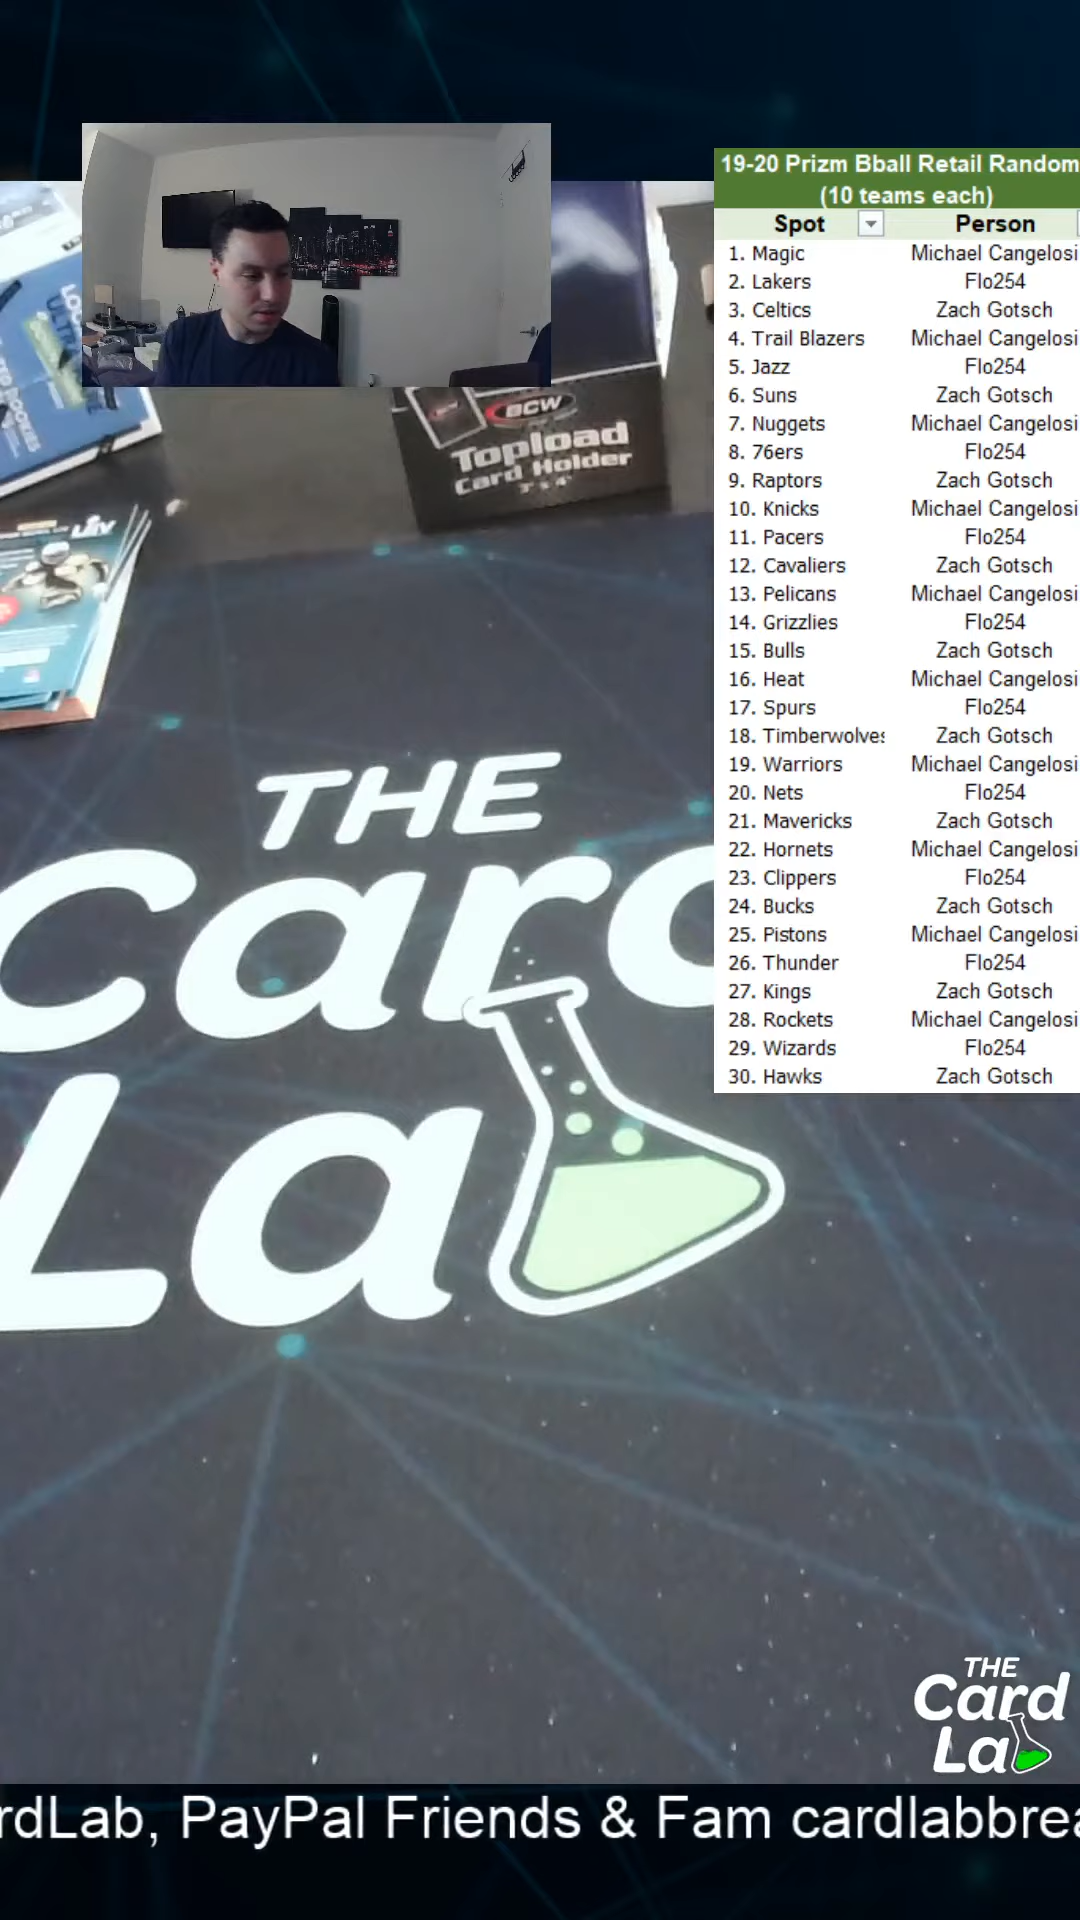 19-20 Prizm Bball Retail Random
(10 teams each)
Spot Person
1. Magic Michael Cangelosi
2. Lakers Flo254
3. Celtics Zach Gotsch
4. Trail Blazers Michael Cangelosi
5. Jazz Flo254
6. Suns Zach Gotsch
7. Nuggets Michael Cangelosi
8. 76ers Flo254
9. Raptors Zach Gotsch
10. Knicks Michael Cangelosi
11. Pacers Flo254
12. Cavaliers Zach Gotsch
13. Pelicans Michael Cangelosi
14. Grizzlies Flo254
15. Bulls Zach Gotsch
16. Heat Michael Cangelosi
17. Spurs Flo254
18. Timberwolves Zach Gotsch
19. Warriors Michael Cangelosi
20. Nets Flo254
21. Mavericks Zach Gotsch
22. Hornets Michael Cangelosi
23. Clippers Flo254
24. Bucks Zach Gotsch
25. Pistons Michael Cangelosi
26. Thunder Flo254
27. Kings Zach Gotsch
28. Rockets Michael Cangelosi
29. Wizards Flo254
30. Hawks Zach Gotsch
BCW
Topload
Card Holder
3" x 4"
LIV
THE
Card
Lab
THE
Card
Lab
rdLab, PayPal Friends & Fam cardlabbrea